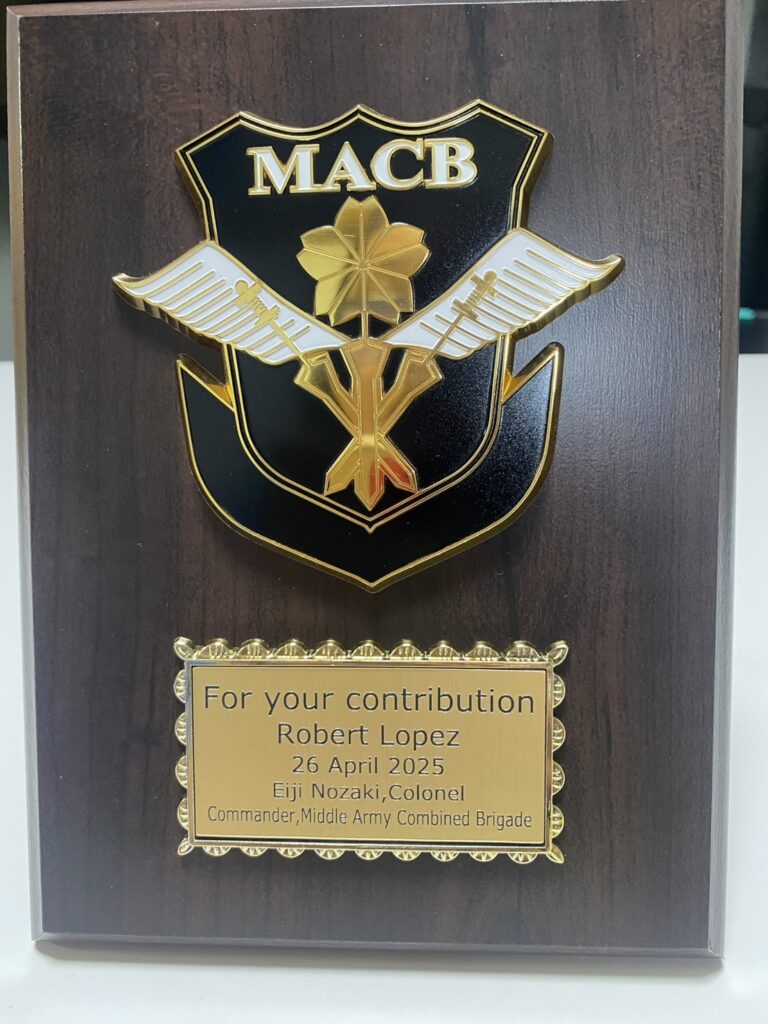 MACB
For your contribution
Robert Lopez
26 April 2025
Eiji Nozaki,Colonel
Commander,Middle Army Combined Brigade